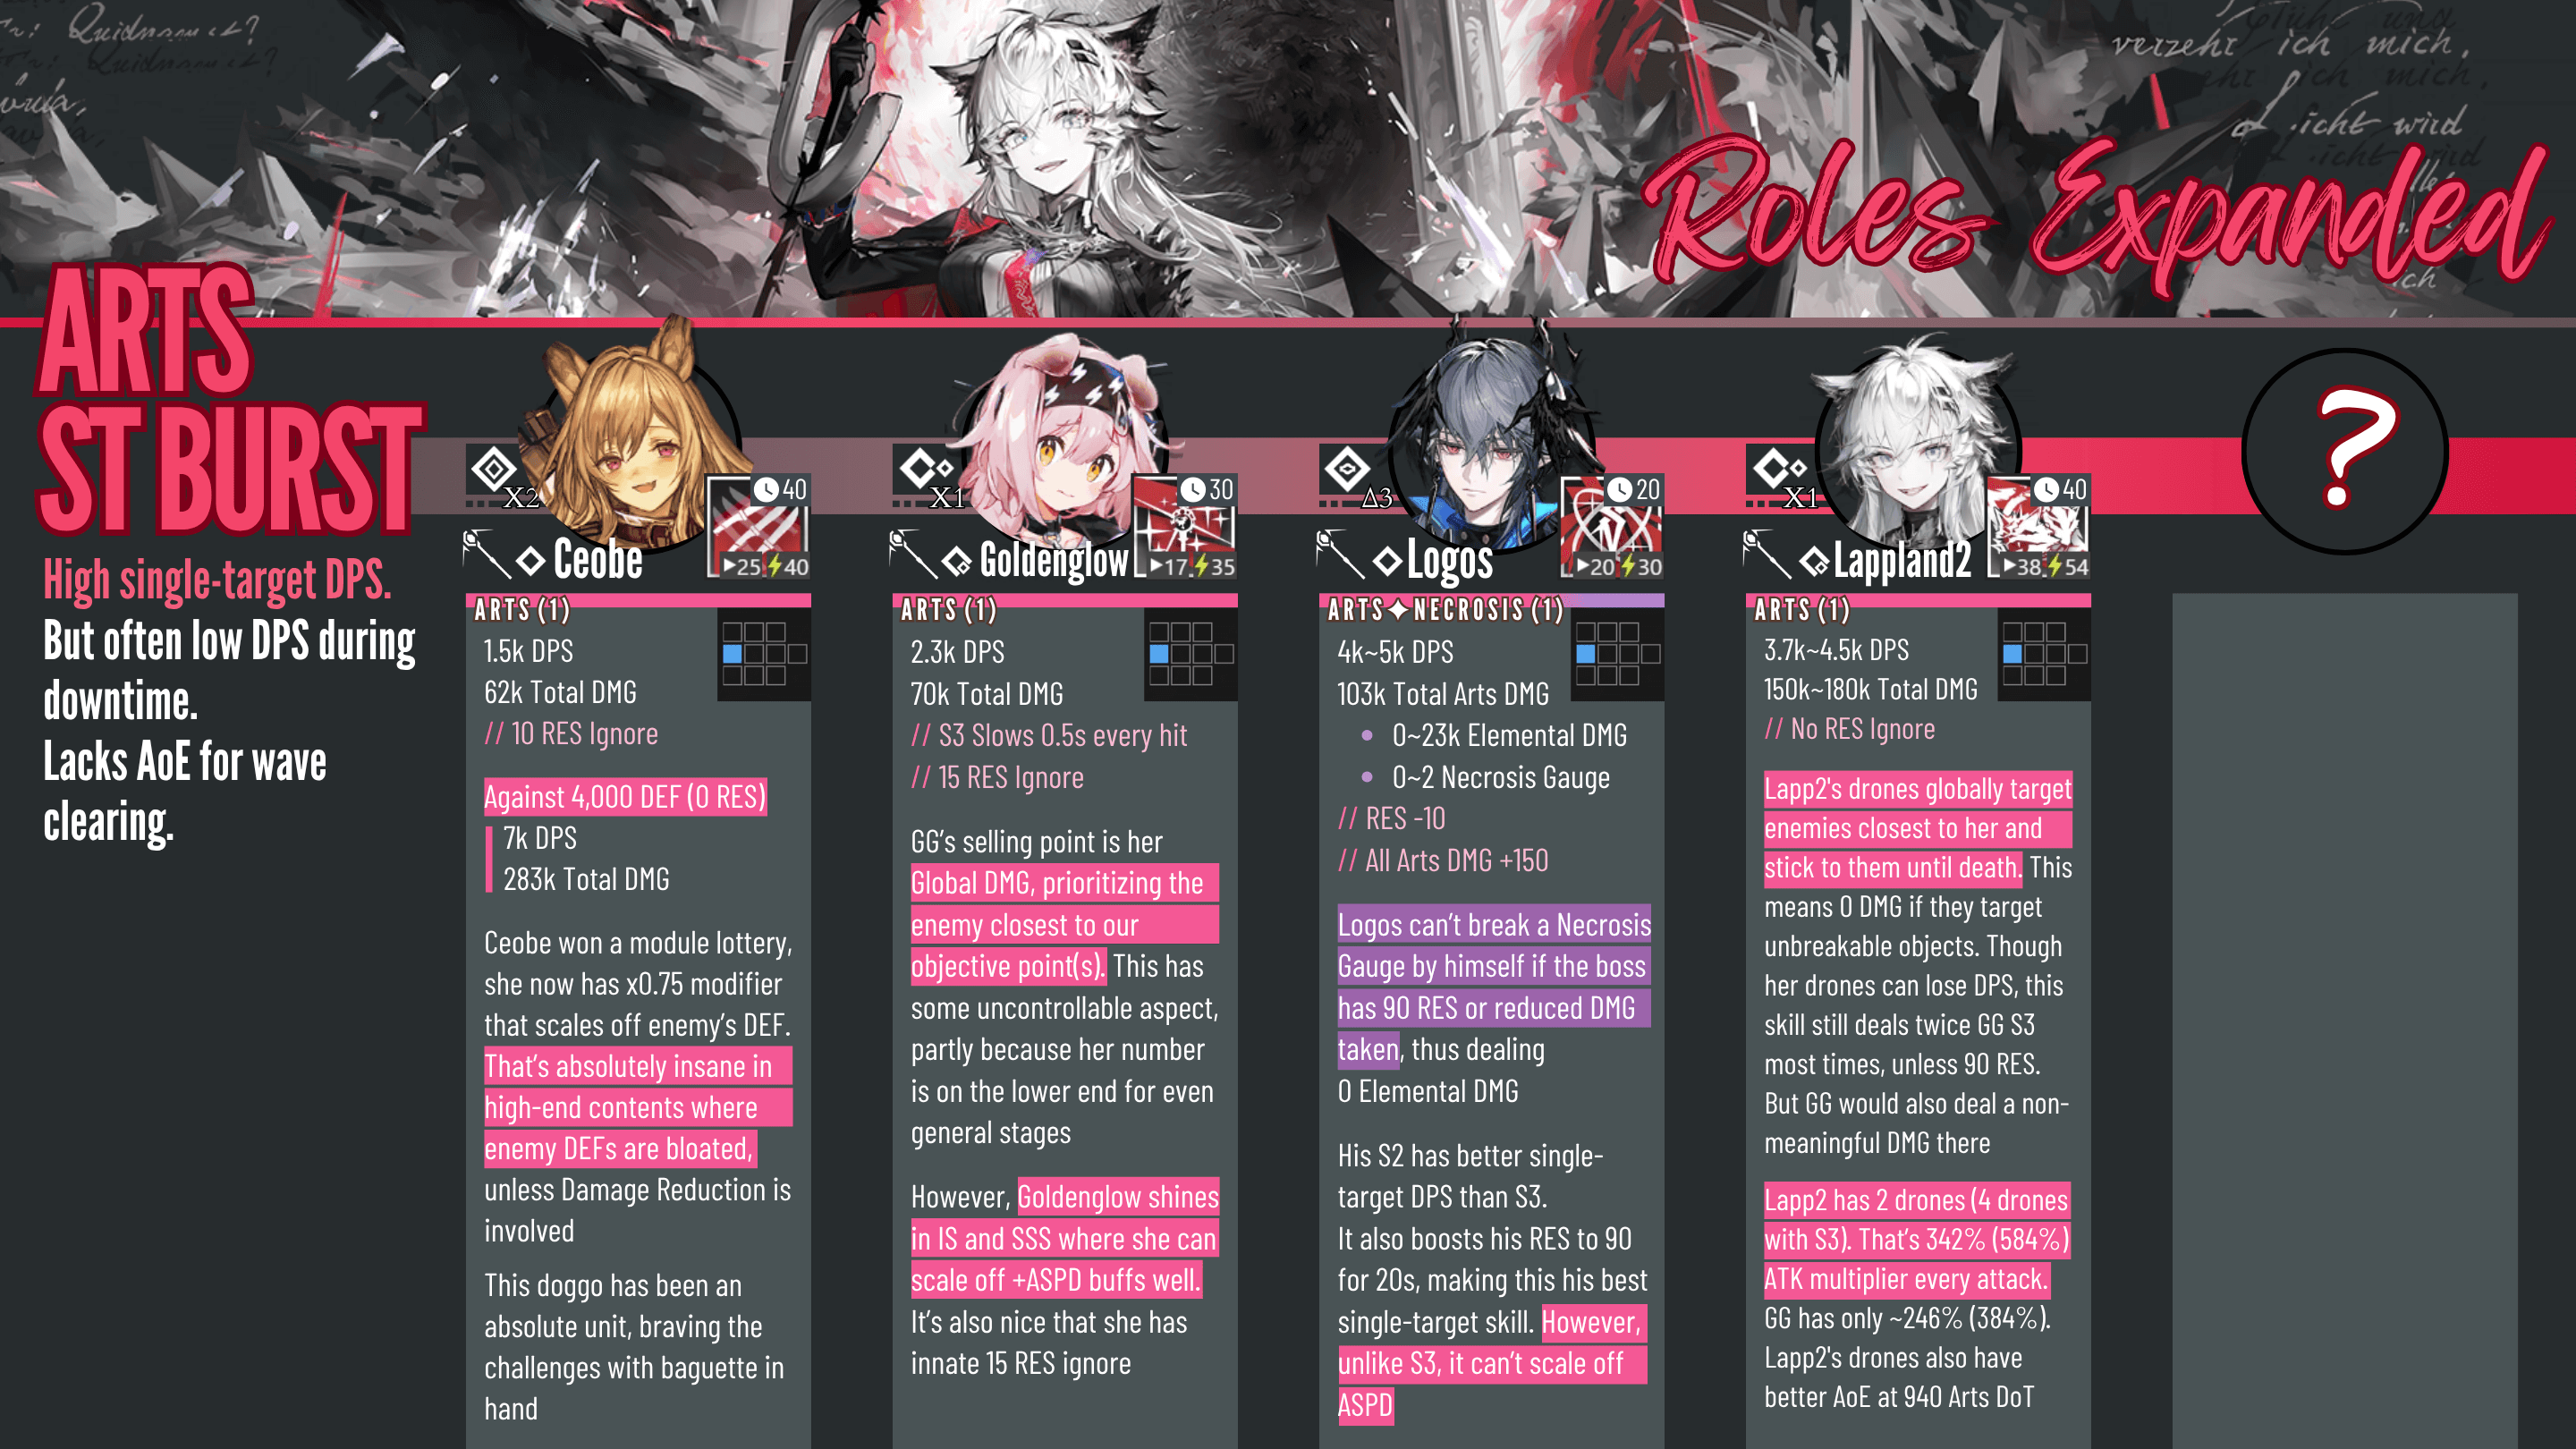 Quidnam est?
verzehr ich mich,
icht wird
Roles Expanded
ARTS
ST BURST
High single-target DPS.
But often low DPS during
downtime.
Lacks AoE for wave
clearing.
X2
40
25 40
Ceobe
ARTS (1)
1.5k DPS
62k Total DMG
// 10 RES Ignore
Against 4,000 DEF (0 RES)
7k DPS
283k Total DMG
Ceobe won a module lottery,
she now has x0.75 modifier
that scales off enemy's DEF.
That's absolutely insane in
high-end contents where
enemy DEFs are bloated,
unless Damage Reduction is
involved
This doggo has been an
absolute unit, braving the
challenges with baguette in
hand
X1
30
17 35
Goldenglow
ARTS (1)
2.3k DPS
70k Total DMG
// S3 Slows 0.5s every hit
// 15 RES Ignore
GG's selling point is her
Global DMG, prioritizing the
enemy closest to our
objective point(s). This has
some uncontrollable aspect,
partly because her number
is on the lower end for even
general stages
However, Goldenglow shines
in IS and SSS where she can
scale off +ASPD buffs well.
It's also nice that she has
innate 15 RES ignore
Δ3
20
20 30
Logos
ARTS✦NECROSIS (1)
4k~5k DPS
103k Total Arts DMG
• 0~23k Elemental DMG
• 0~2 Necrosis Gauge
// RES -10
// All Arts DMG +150
Logos can't break a Necrosis
Gauge by himself if the boss
has 90 RES or reduced DMG
taken, thus dealing
0 Elemental DMG
His S2 has better single-
target DPS than S3.
It also boosts his RES to 90
for 20s, making this his best
single-target skill. However,
unlike S3, it can't scale off
ASPD
X1
40
38 54
Lappland2
ARTS (1)
3.7k~4.5k DPS
150k~180k Total DMG
// No RES Ignore
Lapp2's drones globally target
enemies closest to her and
stick to them until death. This
means 0 DMG if they target
unbreakable objects. Though
her drones can lose DPS, this
skill still deals twice GG S3
most times, unless 90 RES.
But GG would also deal a non-
meaningful DMG there
Lapp2 has 2 drones (4 drones
with S3). That's 342% (584%)
ATK multiplier every attack.
GG has only ~246% (384%).
Lapp2's drones also have
better AoE at 940 Arts DoT
?